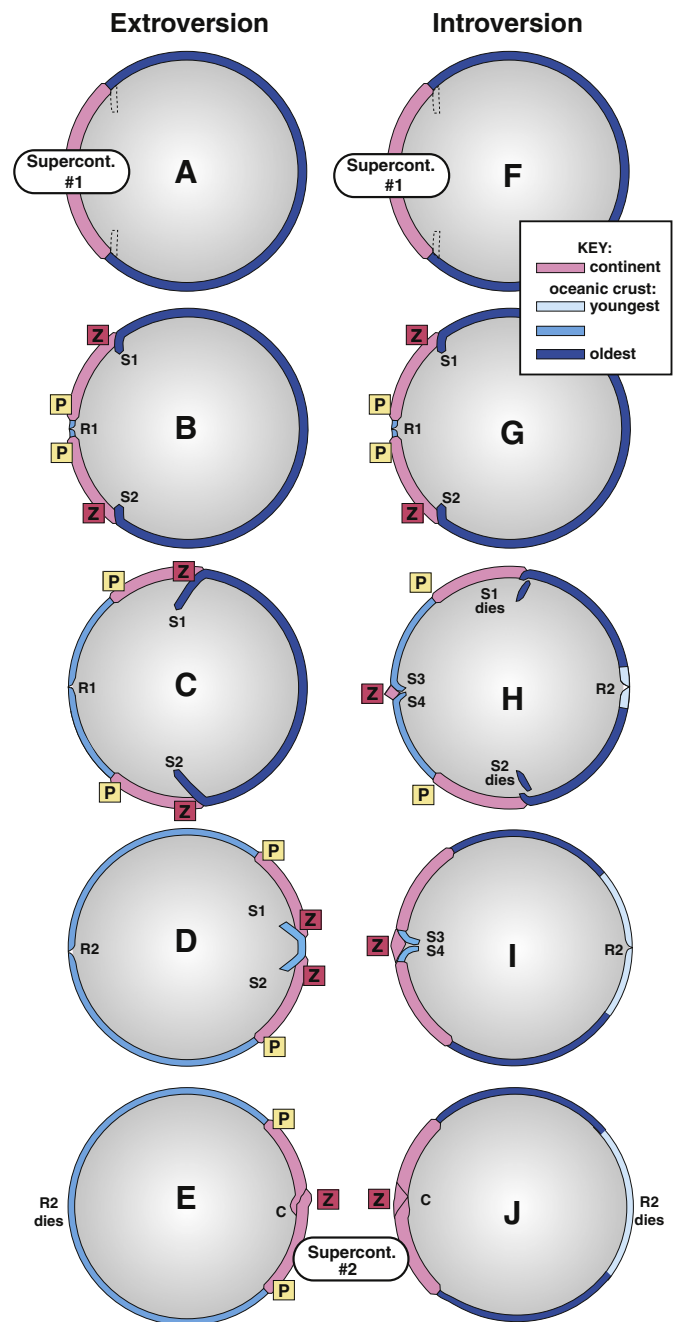 Extroversion
Introversion
Supercont.
#1
A
Supercont.
#1
F
KEY:
continent
oceanic crust:
youngest
oldest
Z
S1
P
R1
P
B
S2
Z
Z
S1
P
R1
P
G
S2
Z
P
Z
S1
R1
C
S2
P
Z
P
S1
dies
S3
Z
S4
H
R2
S2
dies
P
P
S1
Z
R2
D
S2
Z
P
Z
S3
S4
I
R2
P
R2
dies
E
C
Z
P
Z
C
J
R2
dies
Supercont.
#2